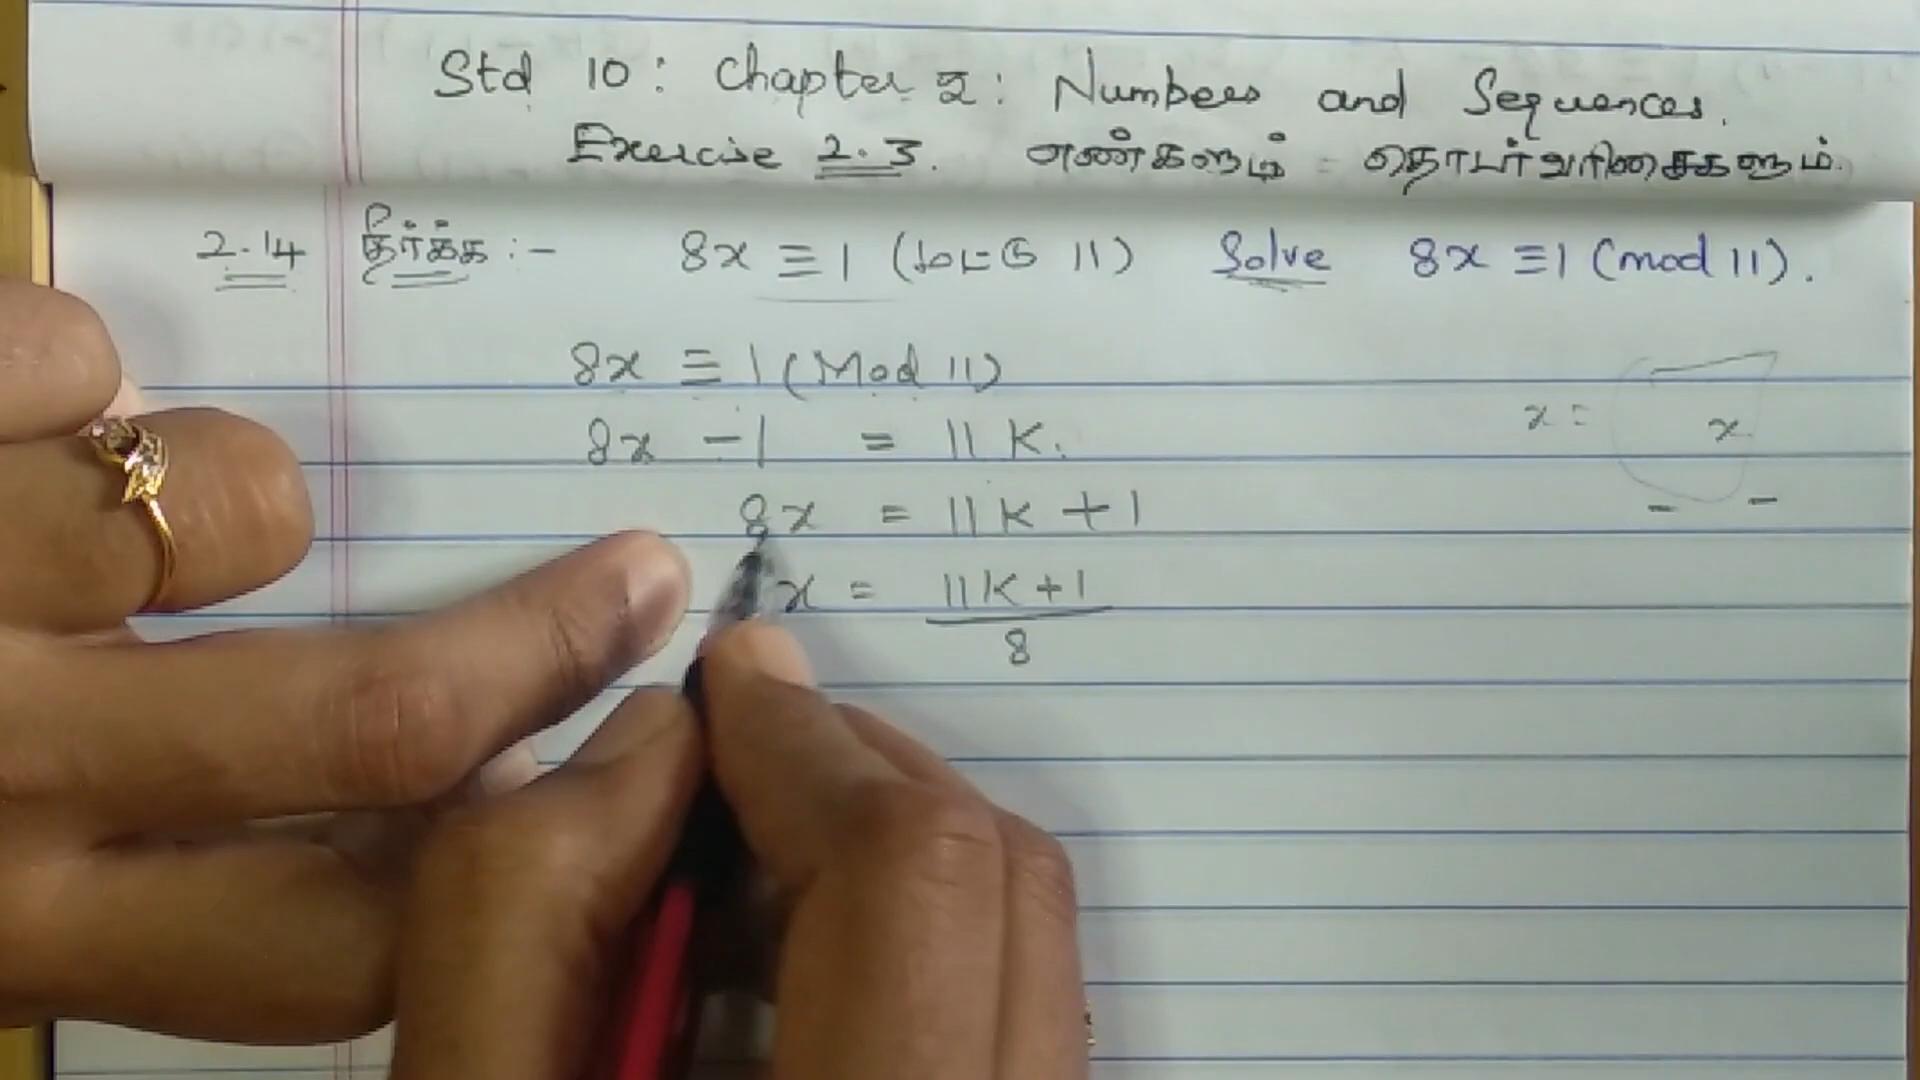 Std 10: Chapter 2: Numbers and Sequences.
Exercise 2.3. எண்களும் தொடர்வரிசைகளும்.
2.14 தீர்க்க :- 8x ≡ 1 (மட்டு 11) Solve 8x ≡ 1 (mod 11).
8x ≡ 1 (Mod 11)
8x - 1 = 11 K.
x =
x
8x = 11K + 1
- -
x = 11K + 1
8